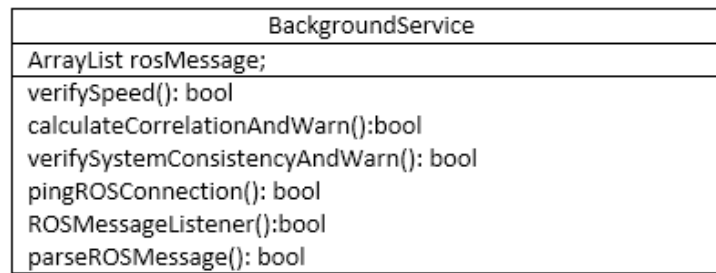 BackgroundService
ArrayList rosMessage;
verifySpeed(): bool
calculateCorrelationAndWarn():bool
verifySystemConsistencyAndWarn(): bool
pingROSConnection(): bool
ROSMessageListener():bool
parseROSMessage(): bool